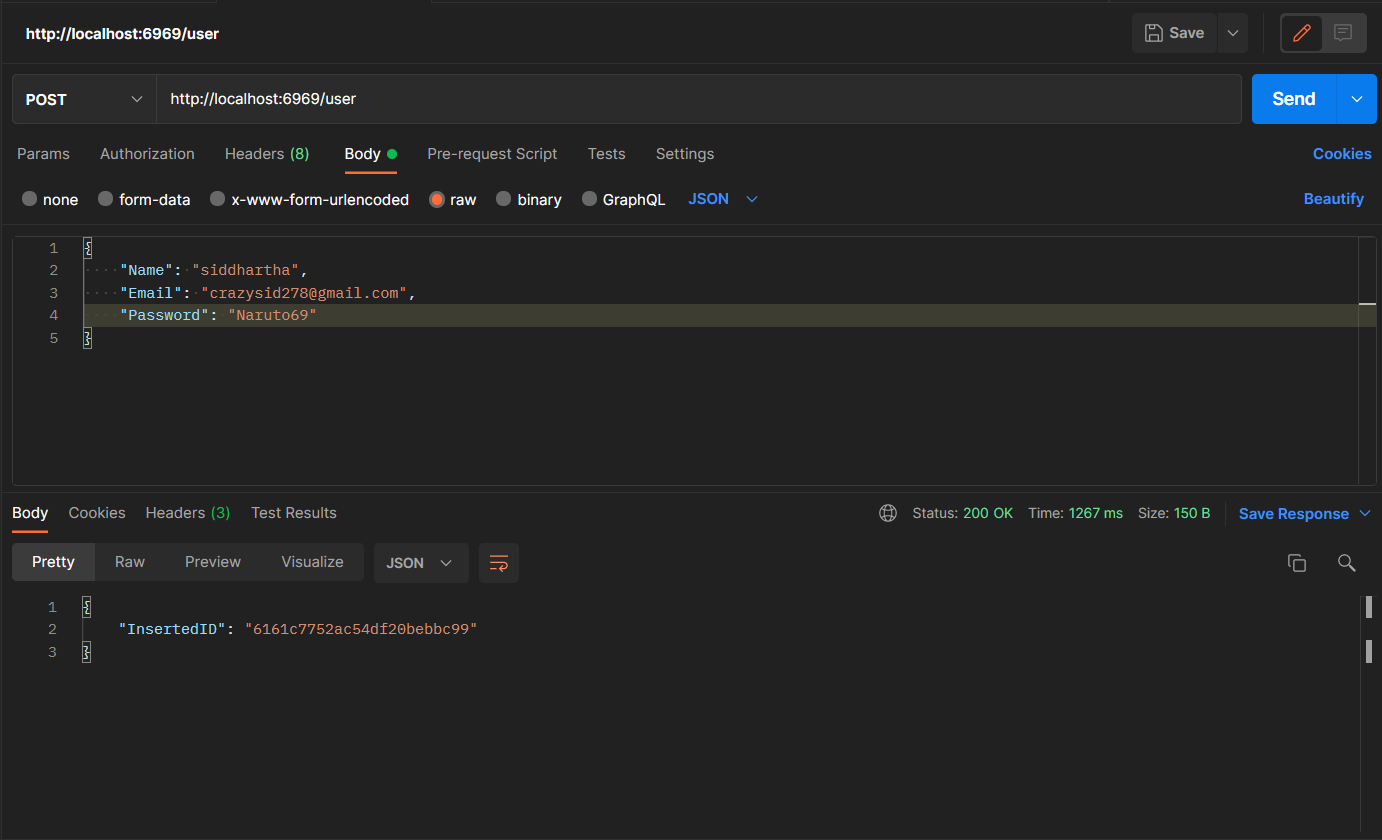 http://localhost:6969/user Save
POST http://localhost:6969/user Send
Params Authorization Headers (8) Body Pre-request Script Tests Settings Cookies
none form-data x-www-form-urlencoded raw binary GraphQL JSON Beautify
1 {
2 "Name": "siddhartha",
3 "Email": "crazysid278@gmail.com",
4 "Password": "Naruto69"
5 }
Body Cookies Headers (3) Test Results Status: 200 OK Time: 1267 ms Size: 150 B Save Response
Pretty Raw Preview Visualize JSON
1 {
2 "InsertedID": "6161c7752ac54df20bebbc99"
3 }